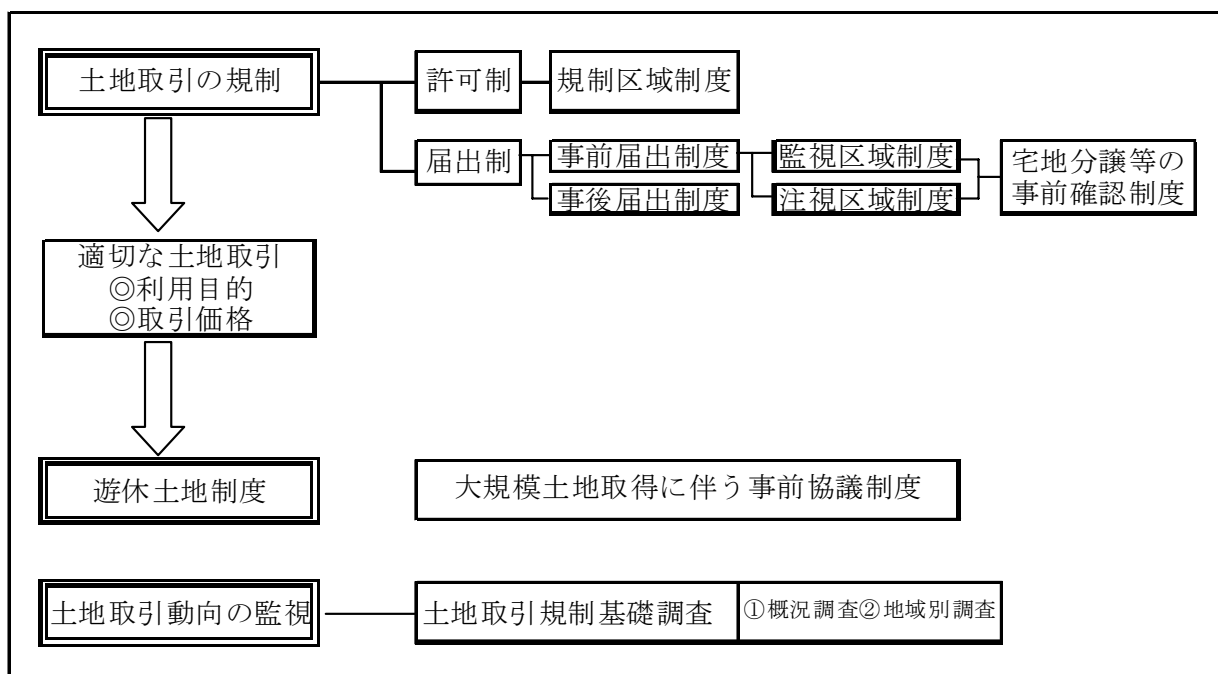 土地取引の規制
許可制
規制区域制度
届出制
事前届出制度
監視区域制度
宅地分譲等の
事前確認制度
事後届出制度
注視区域制度
適切な土地取引
◎利用目的
◎取引価格
遊休土地制度
大規模土地取得に伴う事前協議制度
土地取引動向の監視
土地取引規制基礎調査
①概況調査②地域別調査